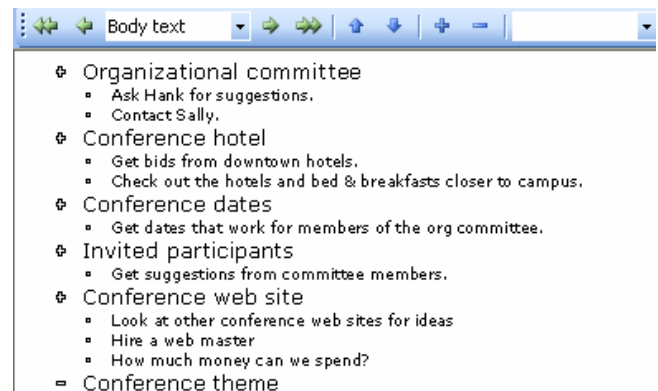 Body text
Organizational committee
Ask Hank for suggestions.
Contact Sally.
Conference hotel
Get bids from downtown hotels.
Check out the hotels and bed & breakfasts closer to campus.
Conference dates
Get dates that work for members of the org committee.
Invited participants
Get suggestions from committee members.
Conference web site
Look at other conference web sites for ideas
Hire a web master
How much money can we spend?
Conference theme